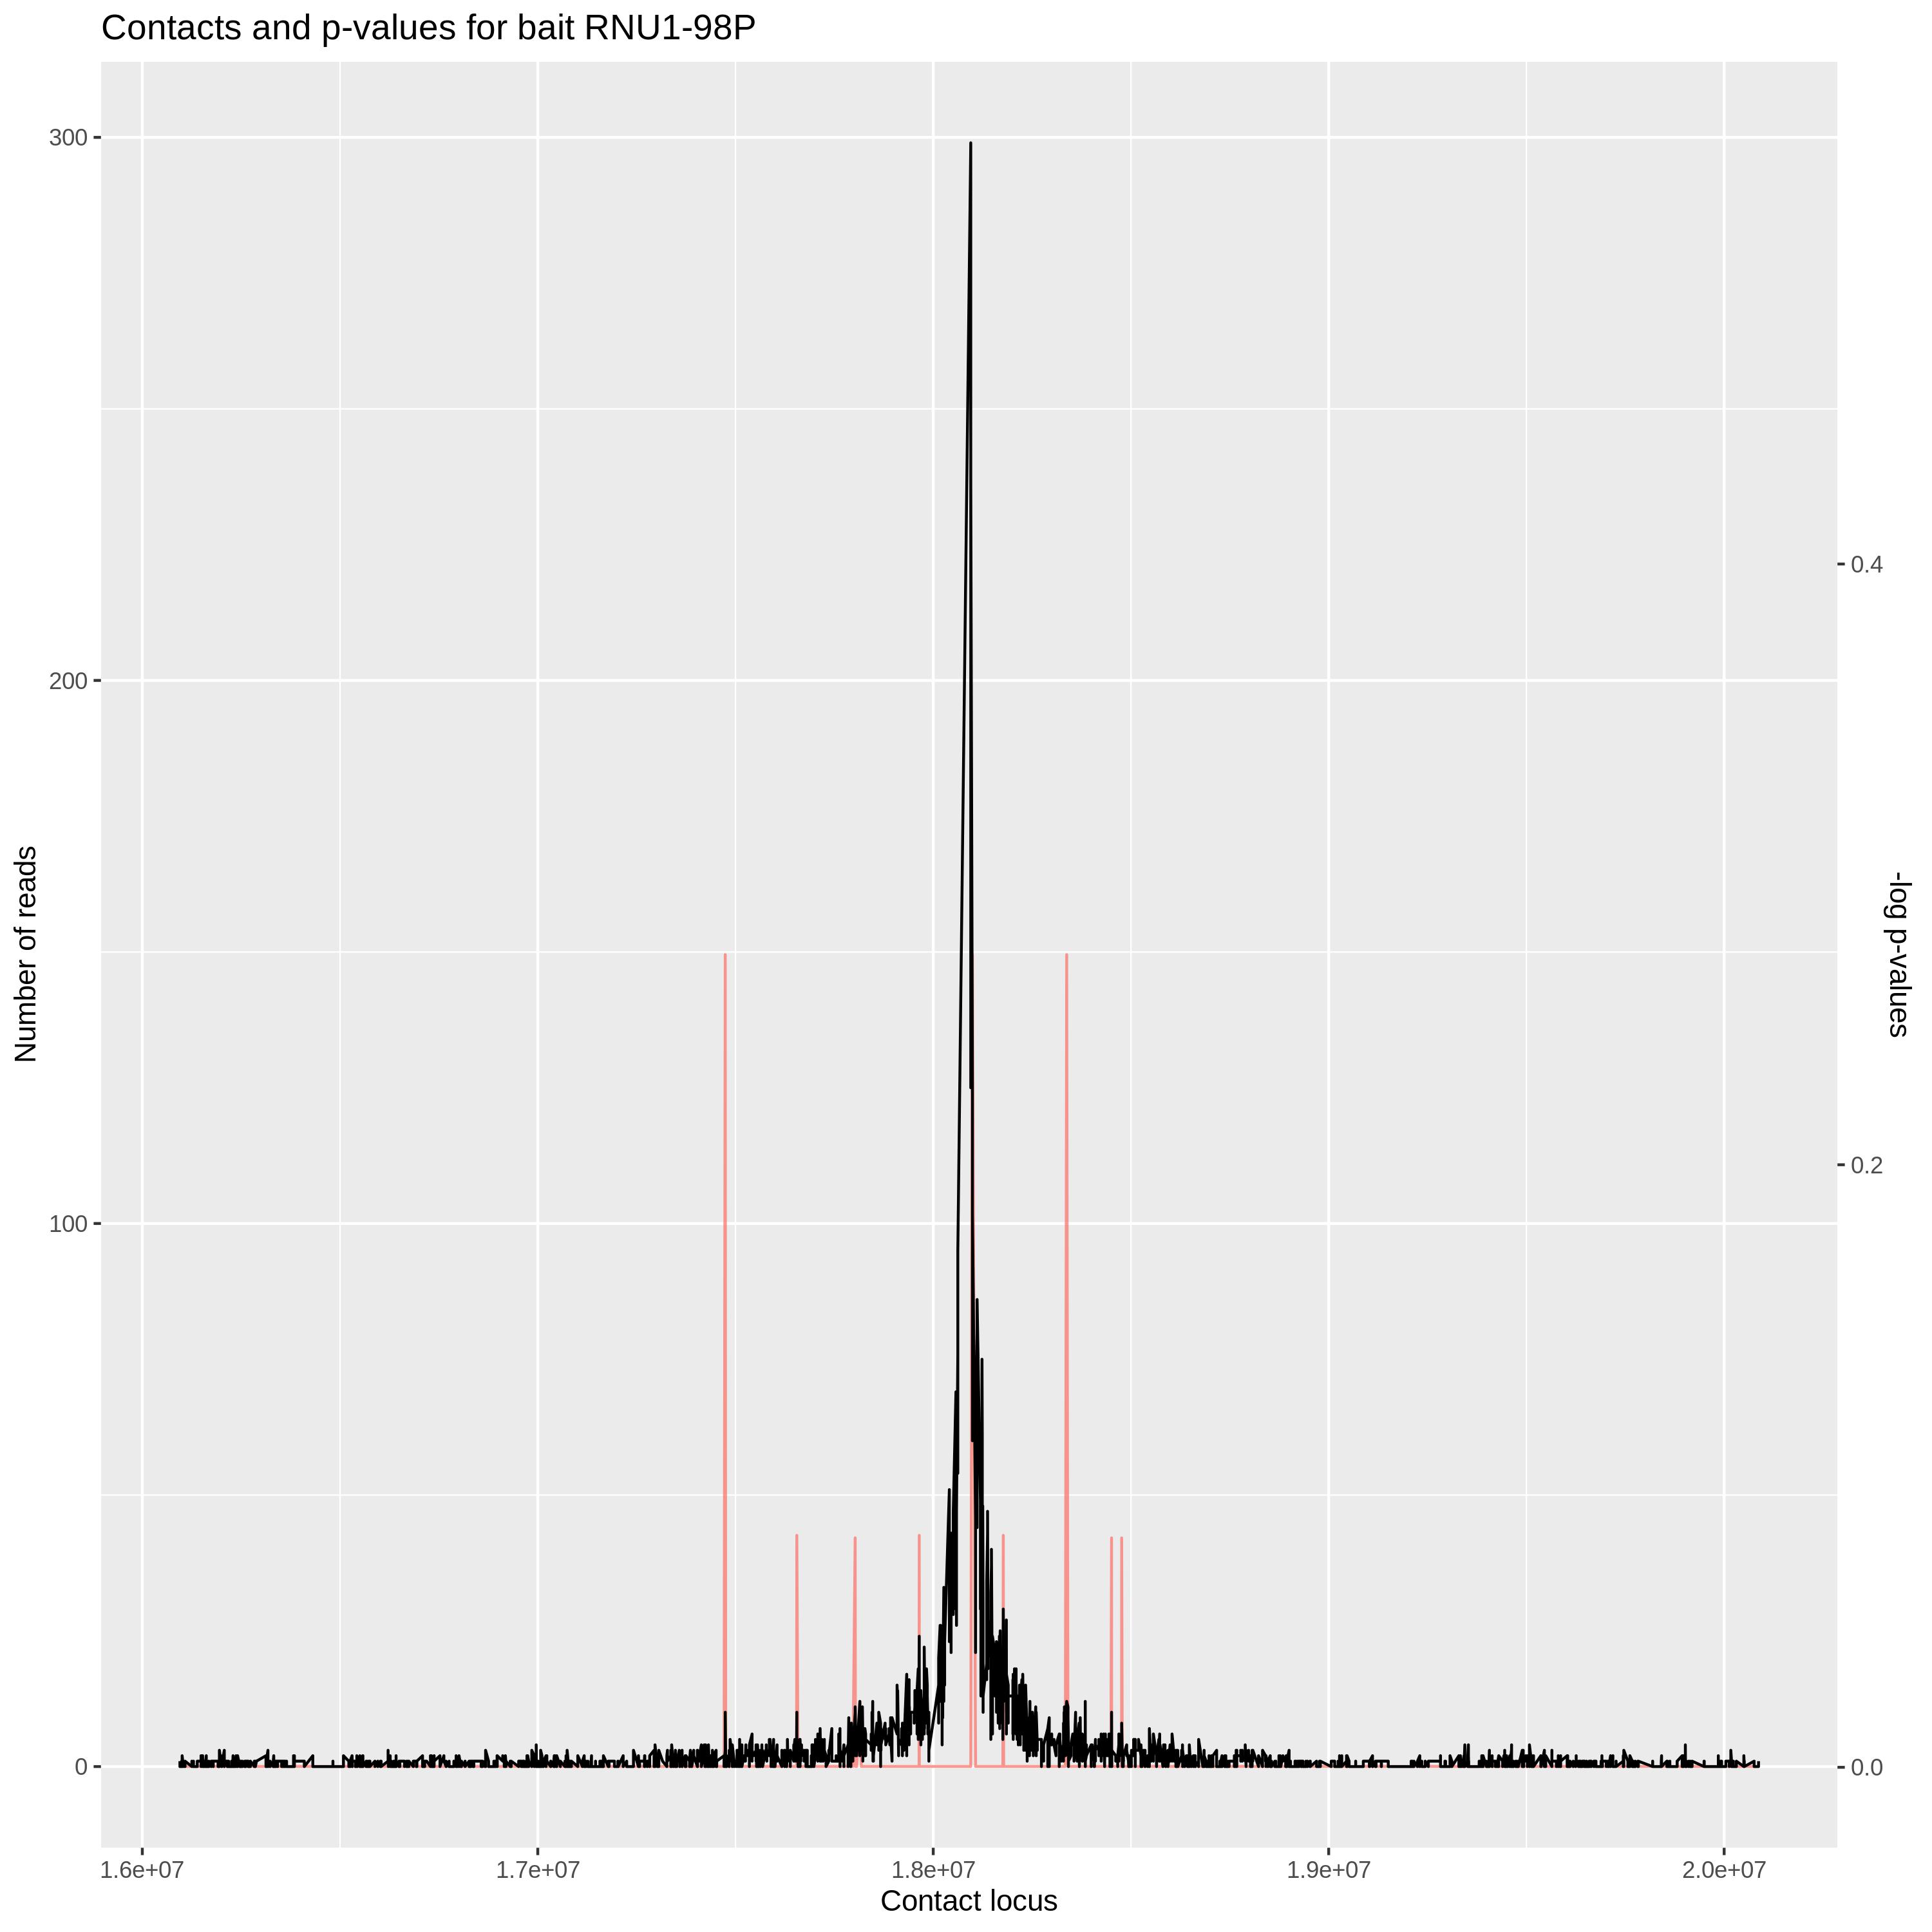 Contacts and p-values for bait RNU1-98P
300
200
100
0
Number of reads
0.4
0.2
0.0
-log p-values
1.6e+07
1.7e+07
1.8e+07
1.9e+07
2.0e+07
Contact locus